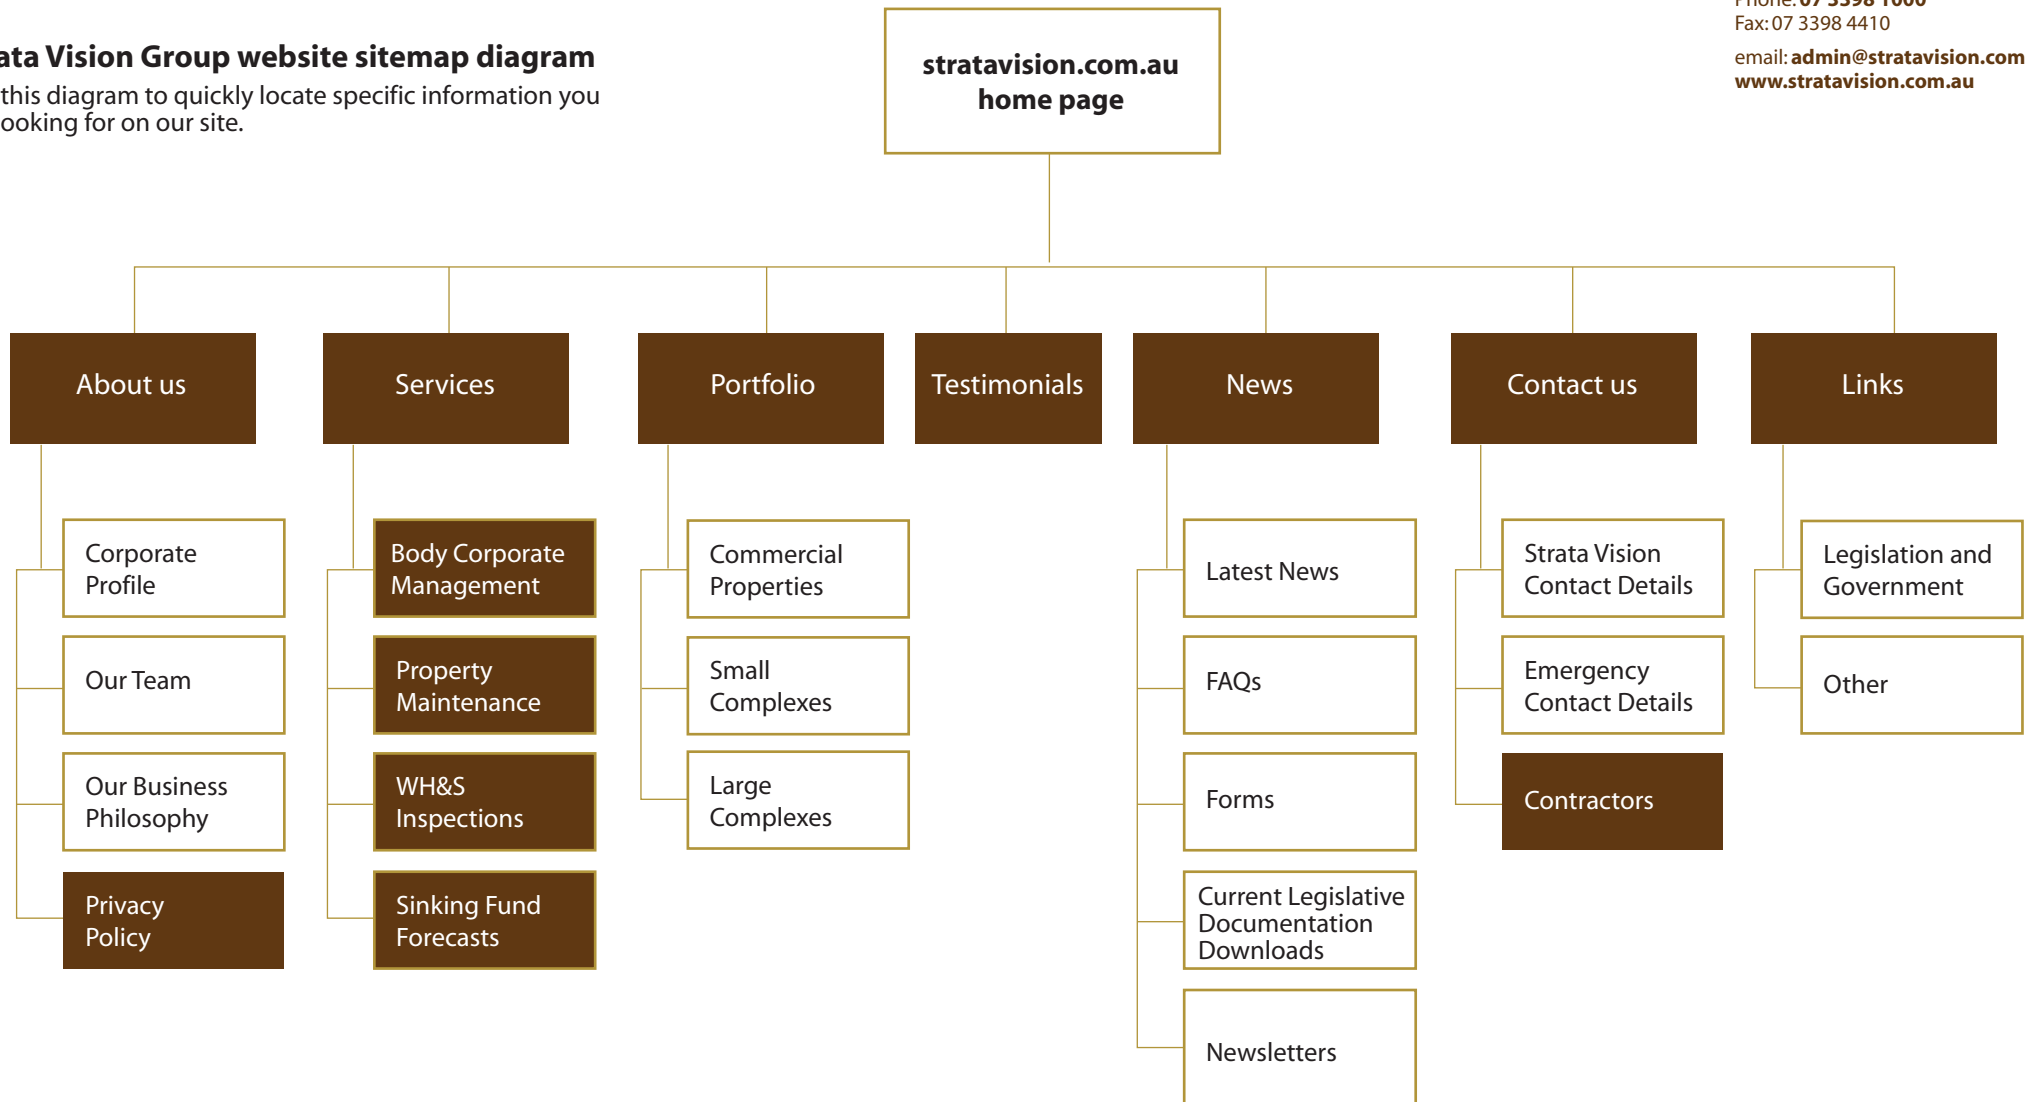 ata Vision Group website sitemap diagram
this diagram to quickly locate specific information you
ooking for on our site.
stratavision.com.au
home page
Phone: 07 3398 1000
Fax: 07 3398 4410
email: admin@stratavision.com
www.stratavision.com.au
About us
Services
Portfolio
Testimonials
News
Contact us
Links
Corporate
Profile
Our Team
Our Business
Philosophy
Privacy
Policy
Body Corporate
Management
Property
Maintenance
WH&S
Inspections
Sinking Fund
Forecasts
Commercial
Properties
Small
Complexes
Large
Complexes
Latest News
FAQs
Forms
Current Legislative
Documentation
Downloads
Newsletters
Strata Vision
Contact Details
Emergency
Contact Details
Contractors
Legislation and
Government
Other